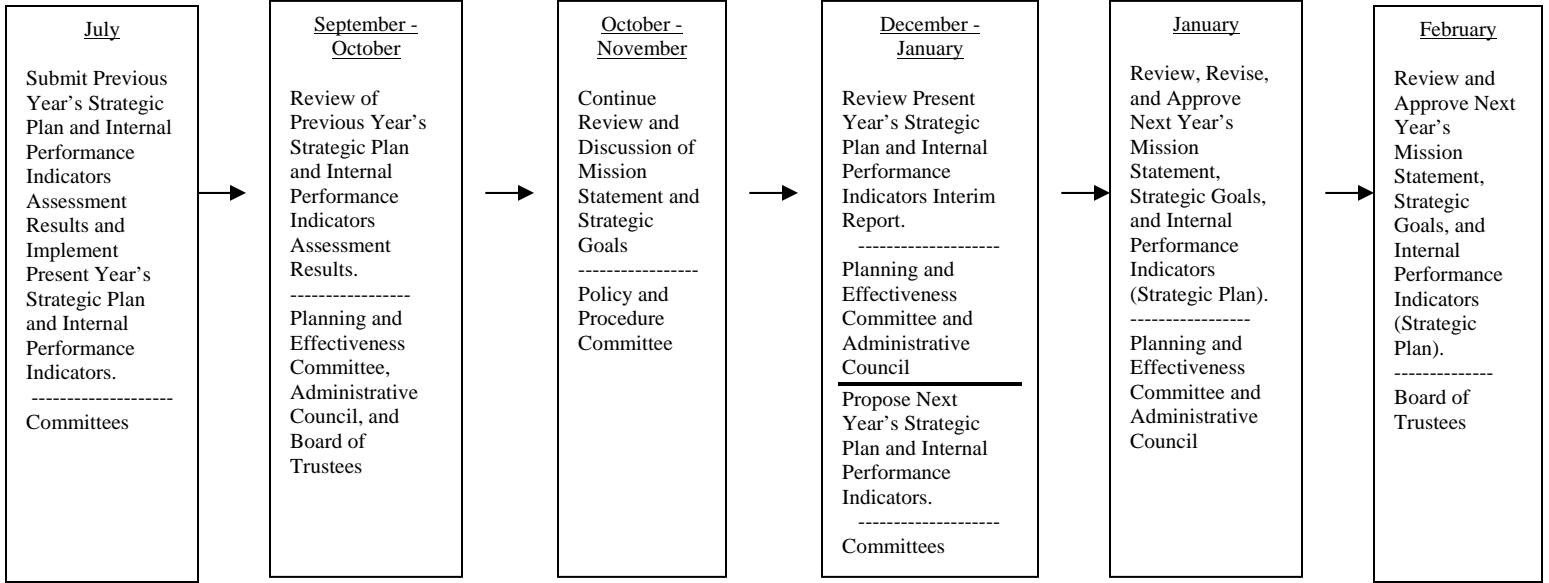 July
Submit Previous
Year’s Strategic
Plan and Internal
Performance
Indicators
Assessment
Results and
Implement
Present Year’s
Strategic Plan
and Internal
Performance
Indicators.
--------------------
Committees
September -
October
Review of
Previous Year’s
Strategic Plan
and Internal
Performance
Indicators
Assessment
Results.
-----------------
Planning and
Effectiveness
Committee,
Administrative
Council, and
Board of
Trustees
October -
November
Continue
Review and
Discussion of
Mission
Statement and
Strategic
Goals
-----------------
Policy and
Procedure
Committee
December -
January
Review Present
Year’s Strategic
Plan and Internal
Performance
Indicators Interim
Report.
--------------------
Planning and
Effectiveness
Committee and
Administrative
Council
Propose Next
Year’s Strategic
Plan and Internal
Performance
Indicators.
--------------------
Committees
January
Review, Revise,
and Approve
Next Year’s
Mission
Statement,
Strategic Goals,
and Internal
Performance
Indicators
(Strategic Plan).
-----------------
Planning and
Effectiveness
Committee and
Administrative
Council
February
Review and
Approve Next
Year’s
Mission
Statement,
Strategic
Goals, and
Internal
Performance
Indicators
(Strategic
Plan).
--------------
Board of
Trustees